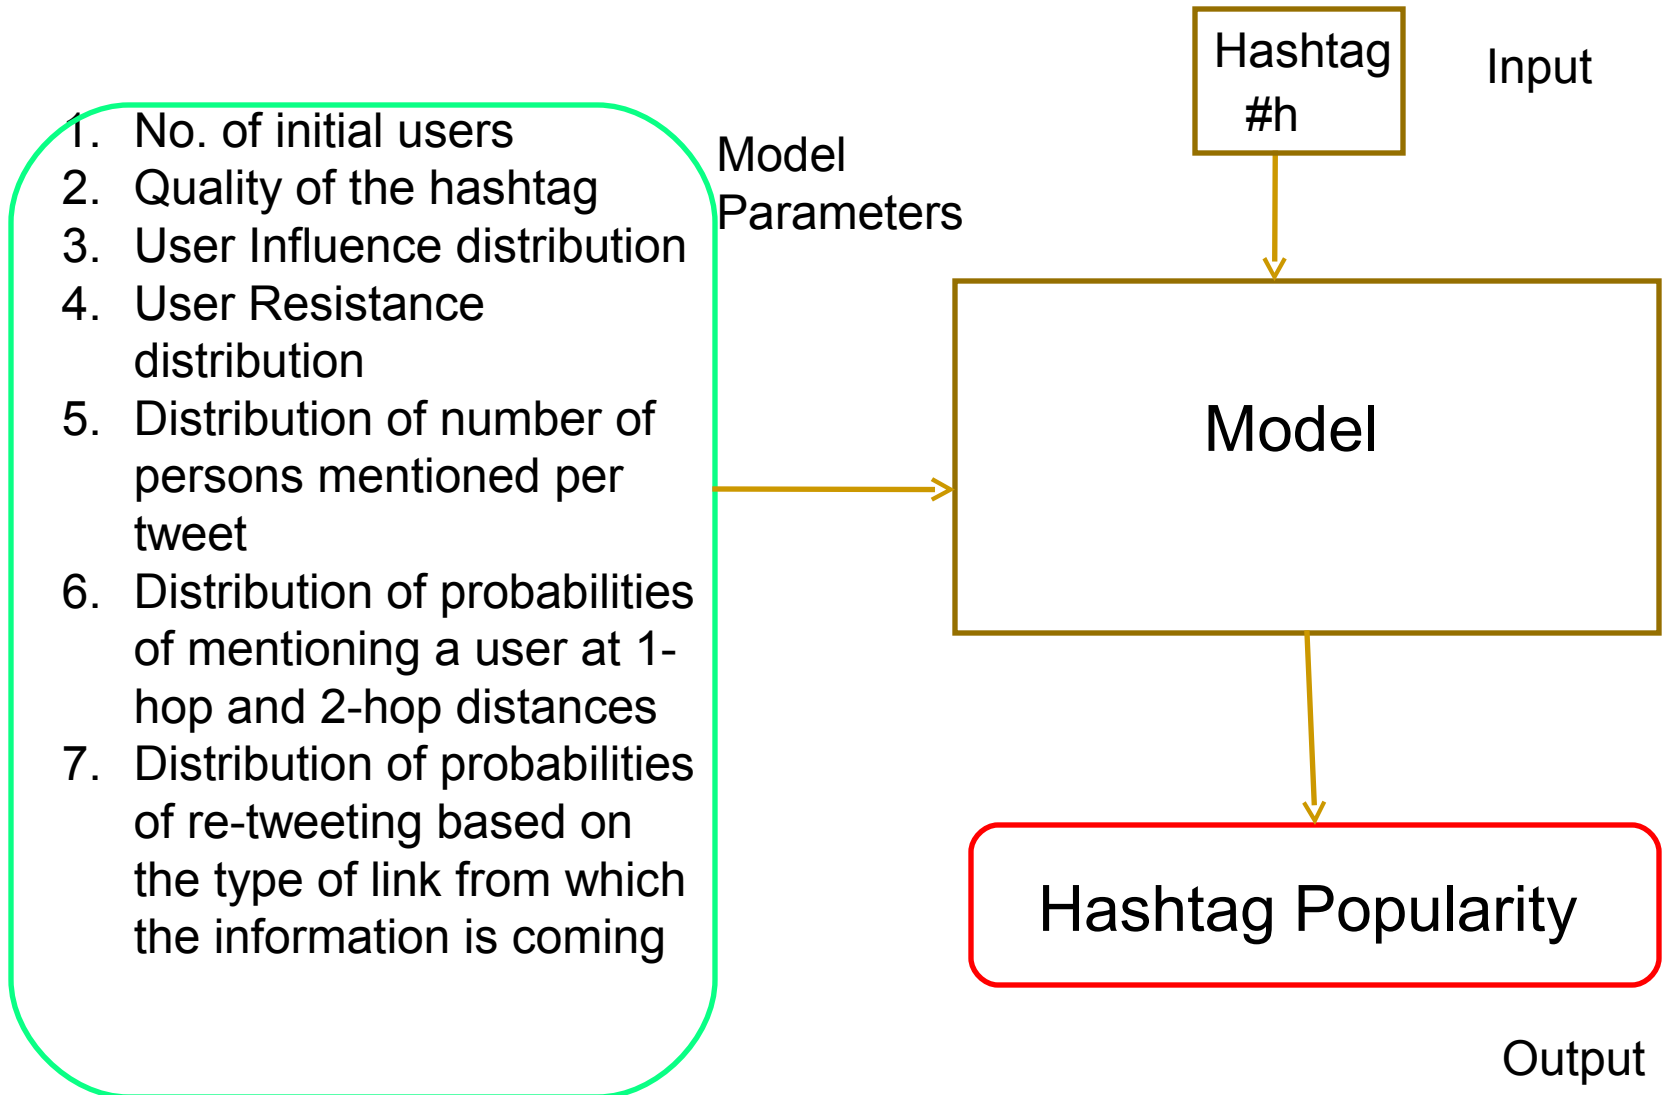 Hashtag
#h
Input
1. No. of initial users
2. Quality of the hashtag
3. User Influence distribution
4. User Resistance
distribution
5. Distribution of number of
persons mentioned per
tweet
6. Distribution of probabilities
of mentioning a user at 1-
hop and 2-hop distances
7. Distribution of probabilities
of re-tweeting based on
the type of link from which
the information is coming
Model
Parameters
Model
Hashtag Popularity
Output